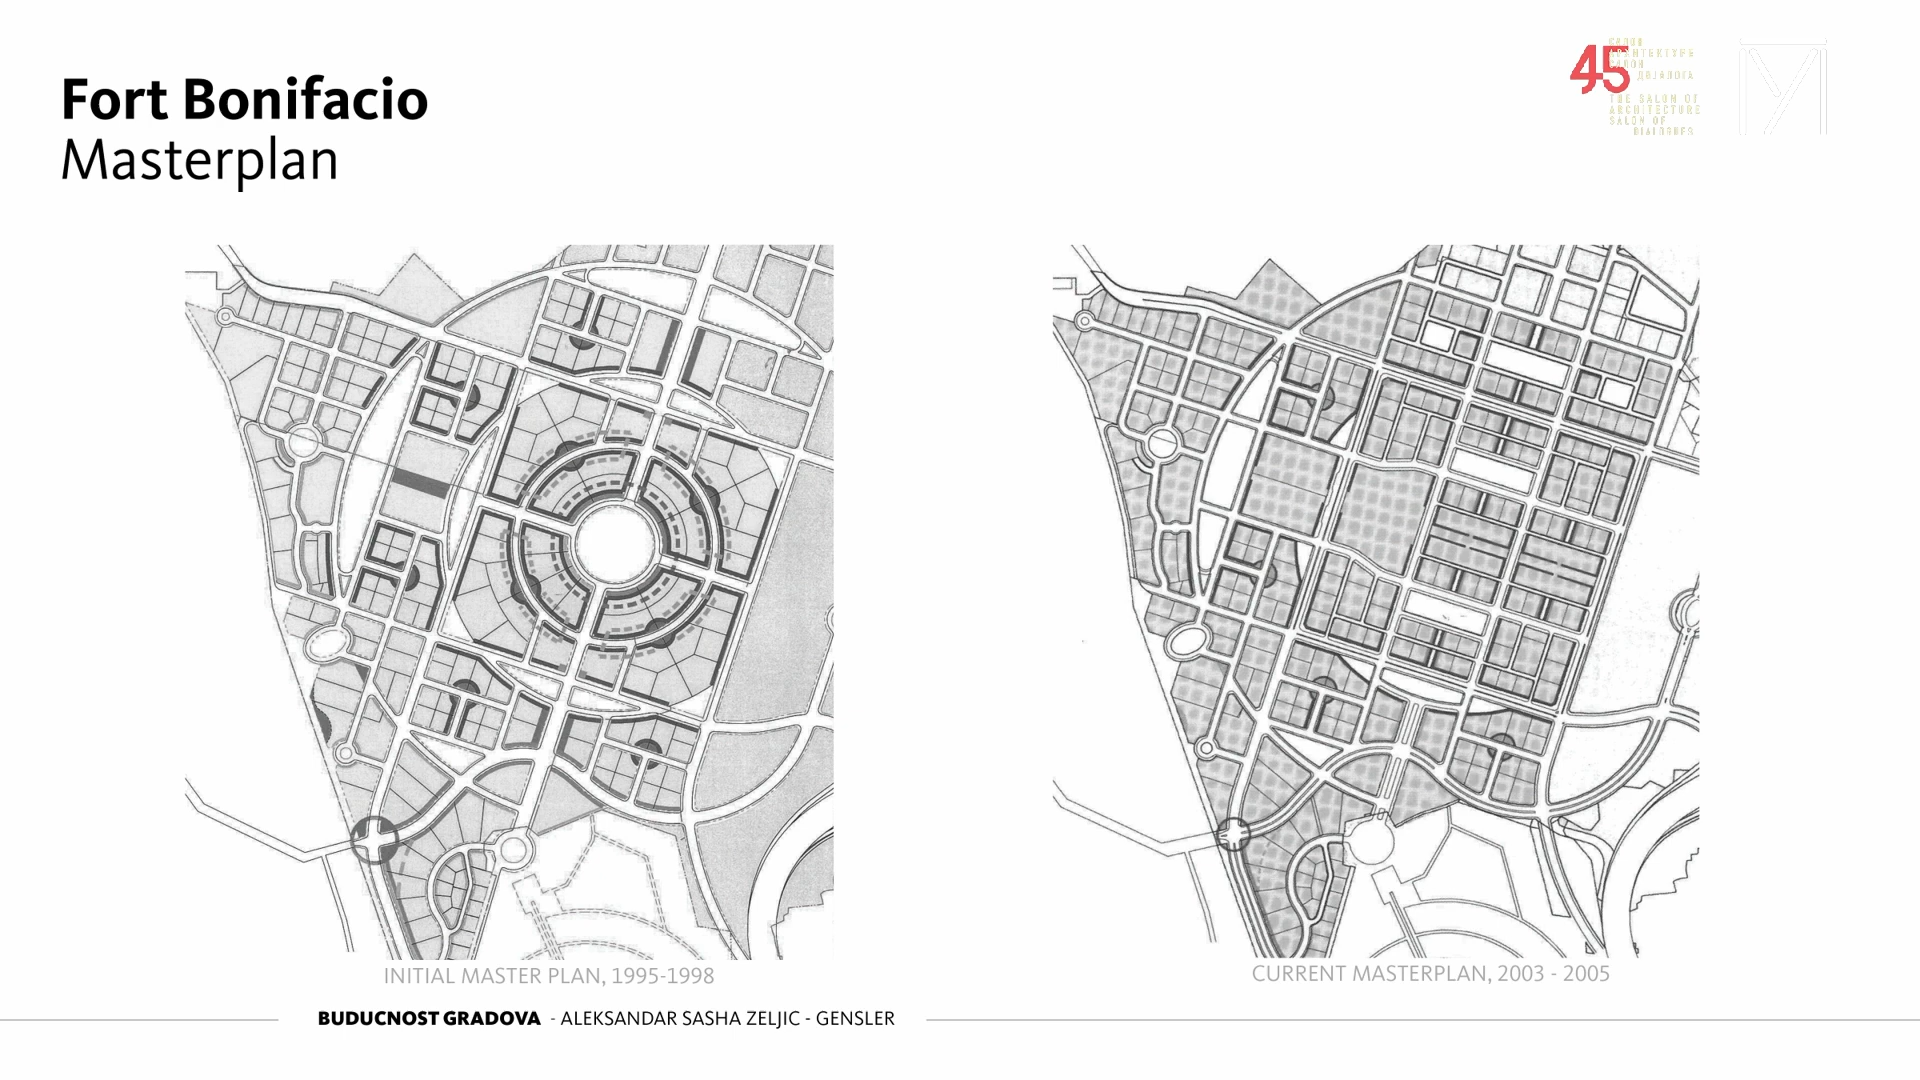 Fort Bonifacio
Masterplan
45
THE SALON OF
ARCHITECTURE
SALON OF
DIALOGUES
INITIAL MASTER PLAN, 1995-1998
CURRENT MASTERPLAN, 2003 - 2005
BUDUCNOST GRADOVA - ALEKSANDAR SASHA ZELJIC - GENSLER